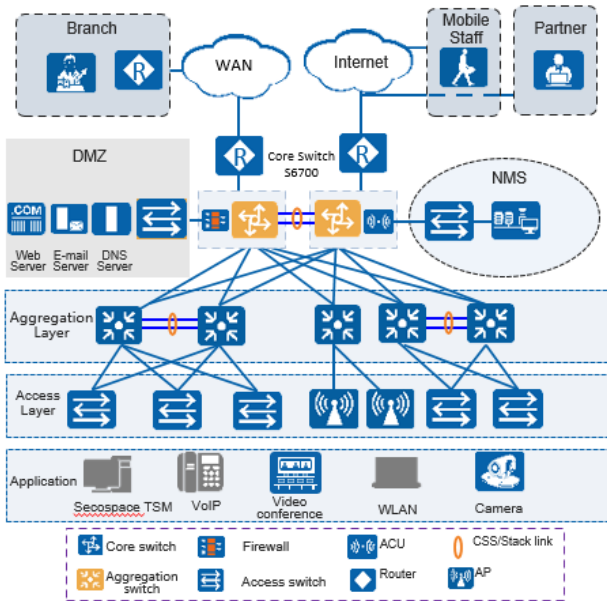 Branch
Mobile
Staff
Partner
R
WAN
Internet
R
Core Switch
S6700
R
DMZ
NMS
.COM
Web
Server
E-mail
Server
DNS
Server
Aggregation
Layer
Access
Layer
Application
Secospace TSM
VoIP
Video
conference
WLAN
Camera
Core switch
Firewall
ACU
CSS/Stack link
Aggregation
switch
Access switch
Router
AP